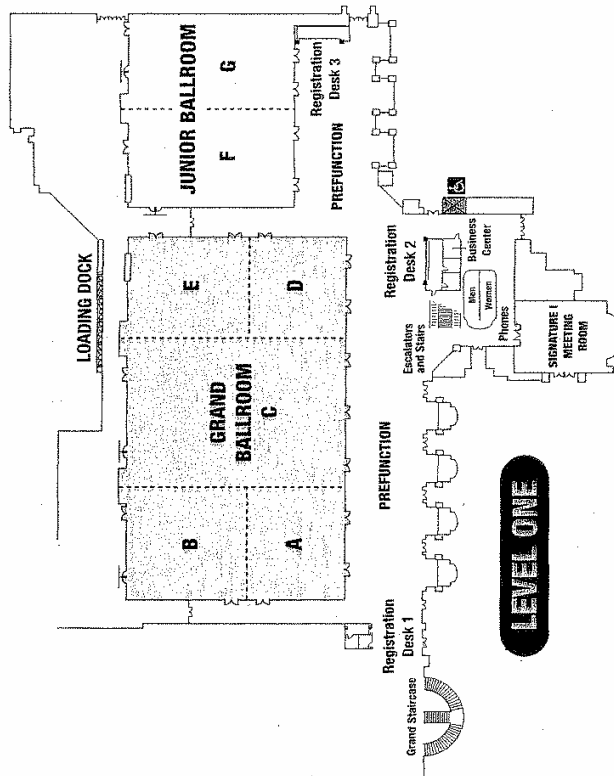 LOADING DOCK
JUNIOR BALLROOM
F
G
GRAND
BALLROOM
B
E
C
A
D
Registration
Desk 3
PREFUNCTION
Registration
Desk 2
Business
Center
Men
Women
Escalators
and Stairs
Phones
SIGNATURE I
MEETING
ROOM
PREFUNCTION
Registration
Desk 1
Grand Staircase
LEVEL ONE